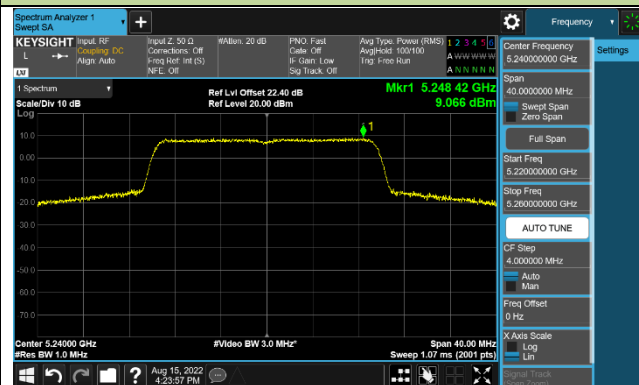 Spectrum Analyzer 1
Swept SA
Frequency
KEYSIGHT
L
LXI
Input: RF
Coupling: DC
Align: Auto
Input Z: 50 Ω
Corrections: Off
Freq Ref: Int (S)
NFE: Off
#Atten: 20 dB
PNO: Fast
Gate: Off
IF Gain: Low
Sig Track: Off
Avg Type: Power (RMS)
Avg|Hold: 100/100
Trig: Free Run
1 2 3 4 5 6
A W W W W W
A N N N N N
Center Frequency
5.240000000 GHz
Settings
Span
40.0000000 MHz
Swept Span
Zero Span
Full Span
Start Freq
5.220000000 GHz
Stop Freq
5.260000000 GHz
AUTO TUNE
CF Step
4.000000 MHz
Auto
Man
Freq Offset
0 Hz
X Axis Scale
Log
Lin
Signal Track
(Span Zoom)
1 Spectrum
Scale/Div 10 dB
Log
Ref Lvl Offset 22.40 dB
Ref Level 20.00 dBm
Mkr1 5.248 42 GHz
9.066 dBm
1
10.0
0.00
-10.0
-20.0
-30.0
-40.0
-50.0
-60.0
-70.0
Center 5.24000 GHz
#Res BW 1.0 MHz
#Video BW 3.0 MHz*
Span 40.00 MHz
Sweep 1.07 ms (2001 pts)
?
Aug 15, 2022
4:23:57 PM